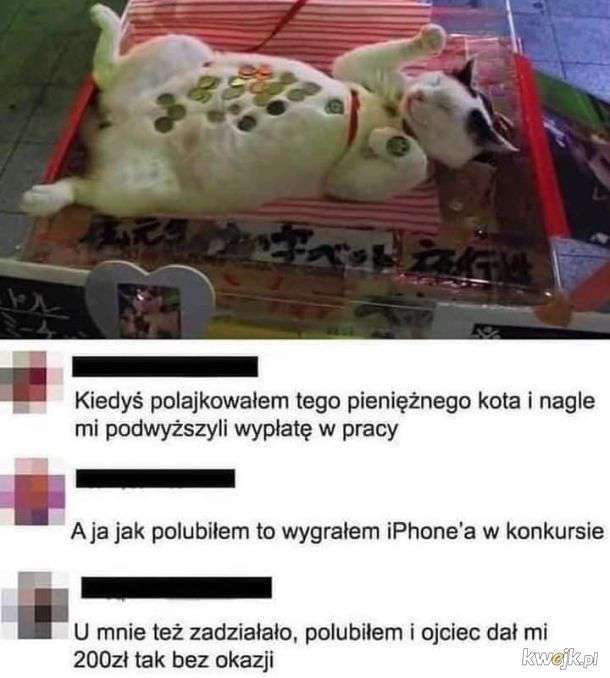 Kiedyś polajkowałem tego pieniężnego kota i nagle
mi podwyższyli wypłatę w pracy
A ja jak polubiłem to wygrałem iPhone'a w konkursie
U mnie też zadziałało, polubiłem i ojciec dał mi
200zł tak bez okazji
kwejk.pl